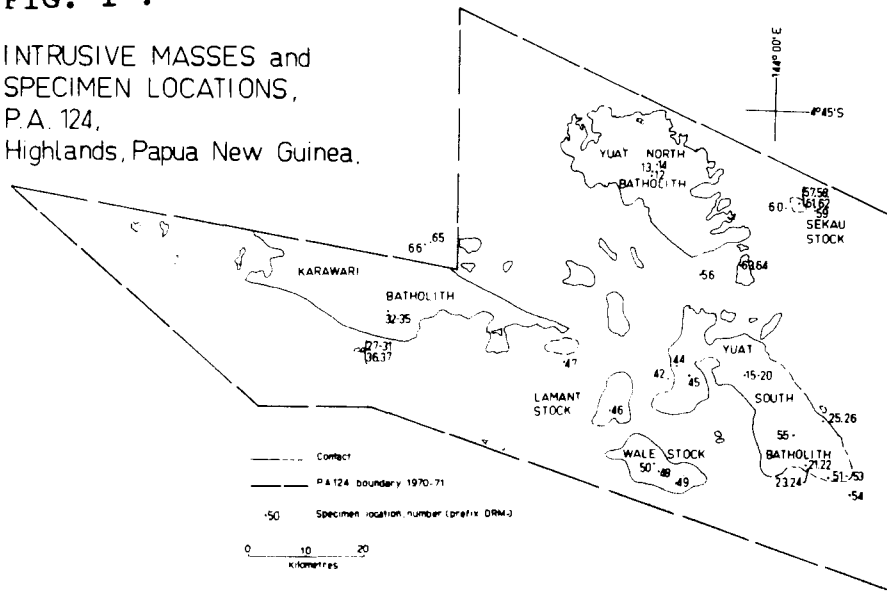 FIG. 1.
INTRUSIVE MASSES and
SPECIMEN LOCATIONS,
P.A. 124,
Highlands, Papua New Guinea.
144° 00' E
4° 45' S
YUAT NORTH
13. 14
12
BATHOLITH
57,58
61,62
60
59
SEKAU
STOCK
66
65
KARAWARI
BATHOLITH
32-35
27-31
36,37
56
63,64
47
YUAT
44
42
45
15-20
LAMANT
STOCK
46
SOUTH
25,26
55
BATHOLITH
WALE STOCK
50
48
49
21,22
23,24
51-53
54
Contact
P.A.124 boundary 1970-71
50 Specimen location, number (prefix DRM-)
0 10 20
Kilometres